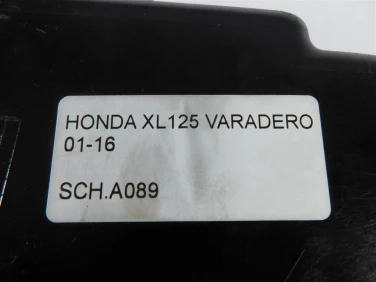 HONDA XL125 VARADERO
01-16
SCH.A089